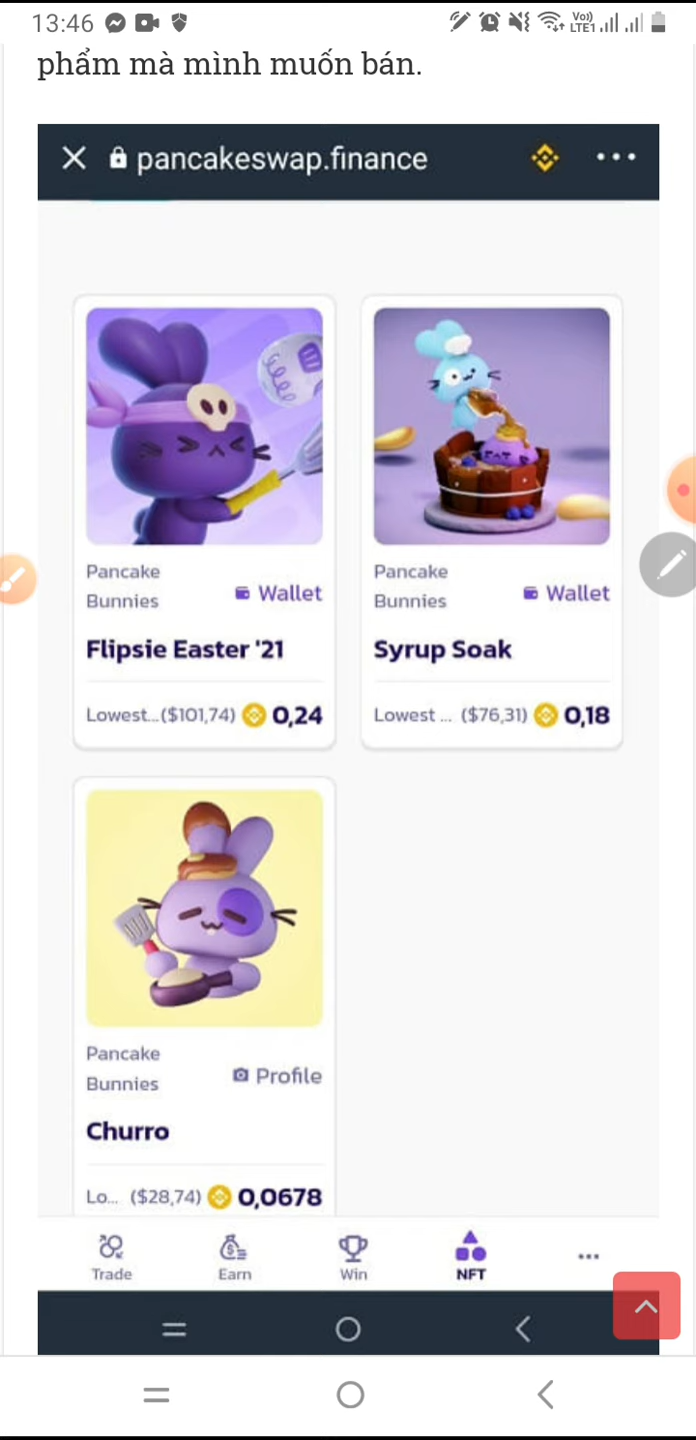 13:46
Vo))
LTE1
phẩm mà mình muốn bán.
pancakeswap.finance
Pancake
Bunnies
Wallet
Flipsie Easter '21
Lowest...($101,74) 0,24
Pancake
Bunnies
Wallet
Syrup Soak
Lowest ... ($76,31) 0,18
Pancake
Bunnies
Profile
Churro
Lo... ($28,74) 0,0678
Trade
Earn
Win
NFT